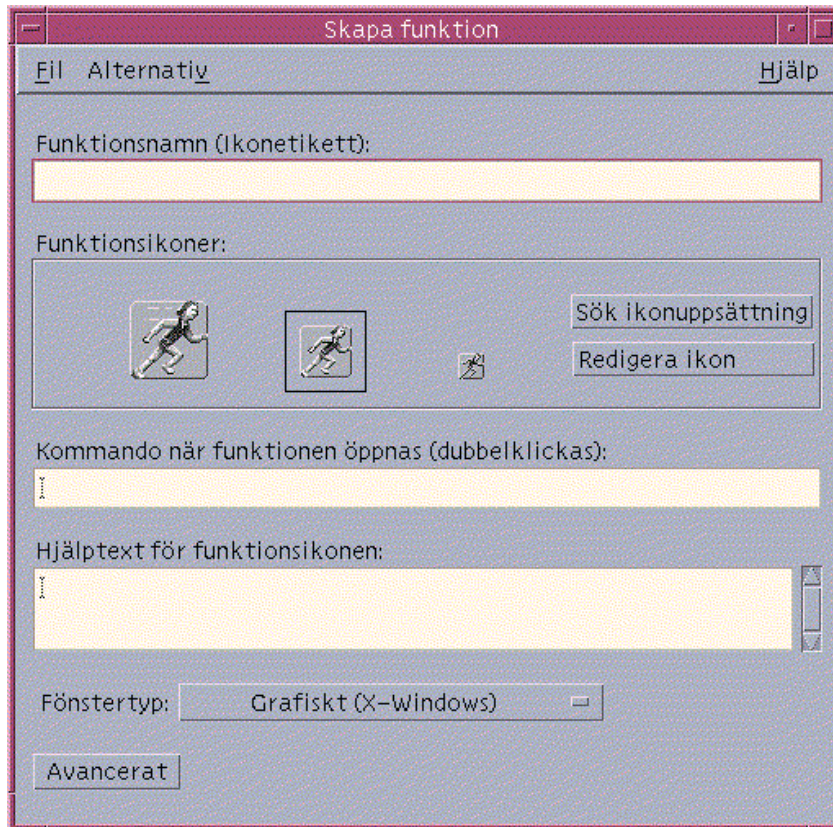 Skapa funktion
Fil Alternativ Hjälp
Funktionsnamn (Ikonetikett):
Funktionsikoner:
Sök ikonuppsättning
Redigera ikon
Kommando när funktionen öppnas (dubbelklickas):
Hjälptext för funktionsikonen:
Fönstertyp: Grafiskt (X-Windows)
Avancerat